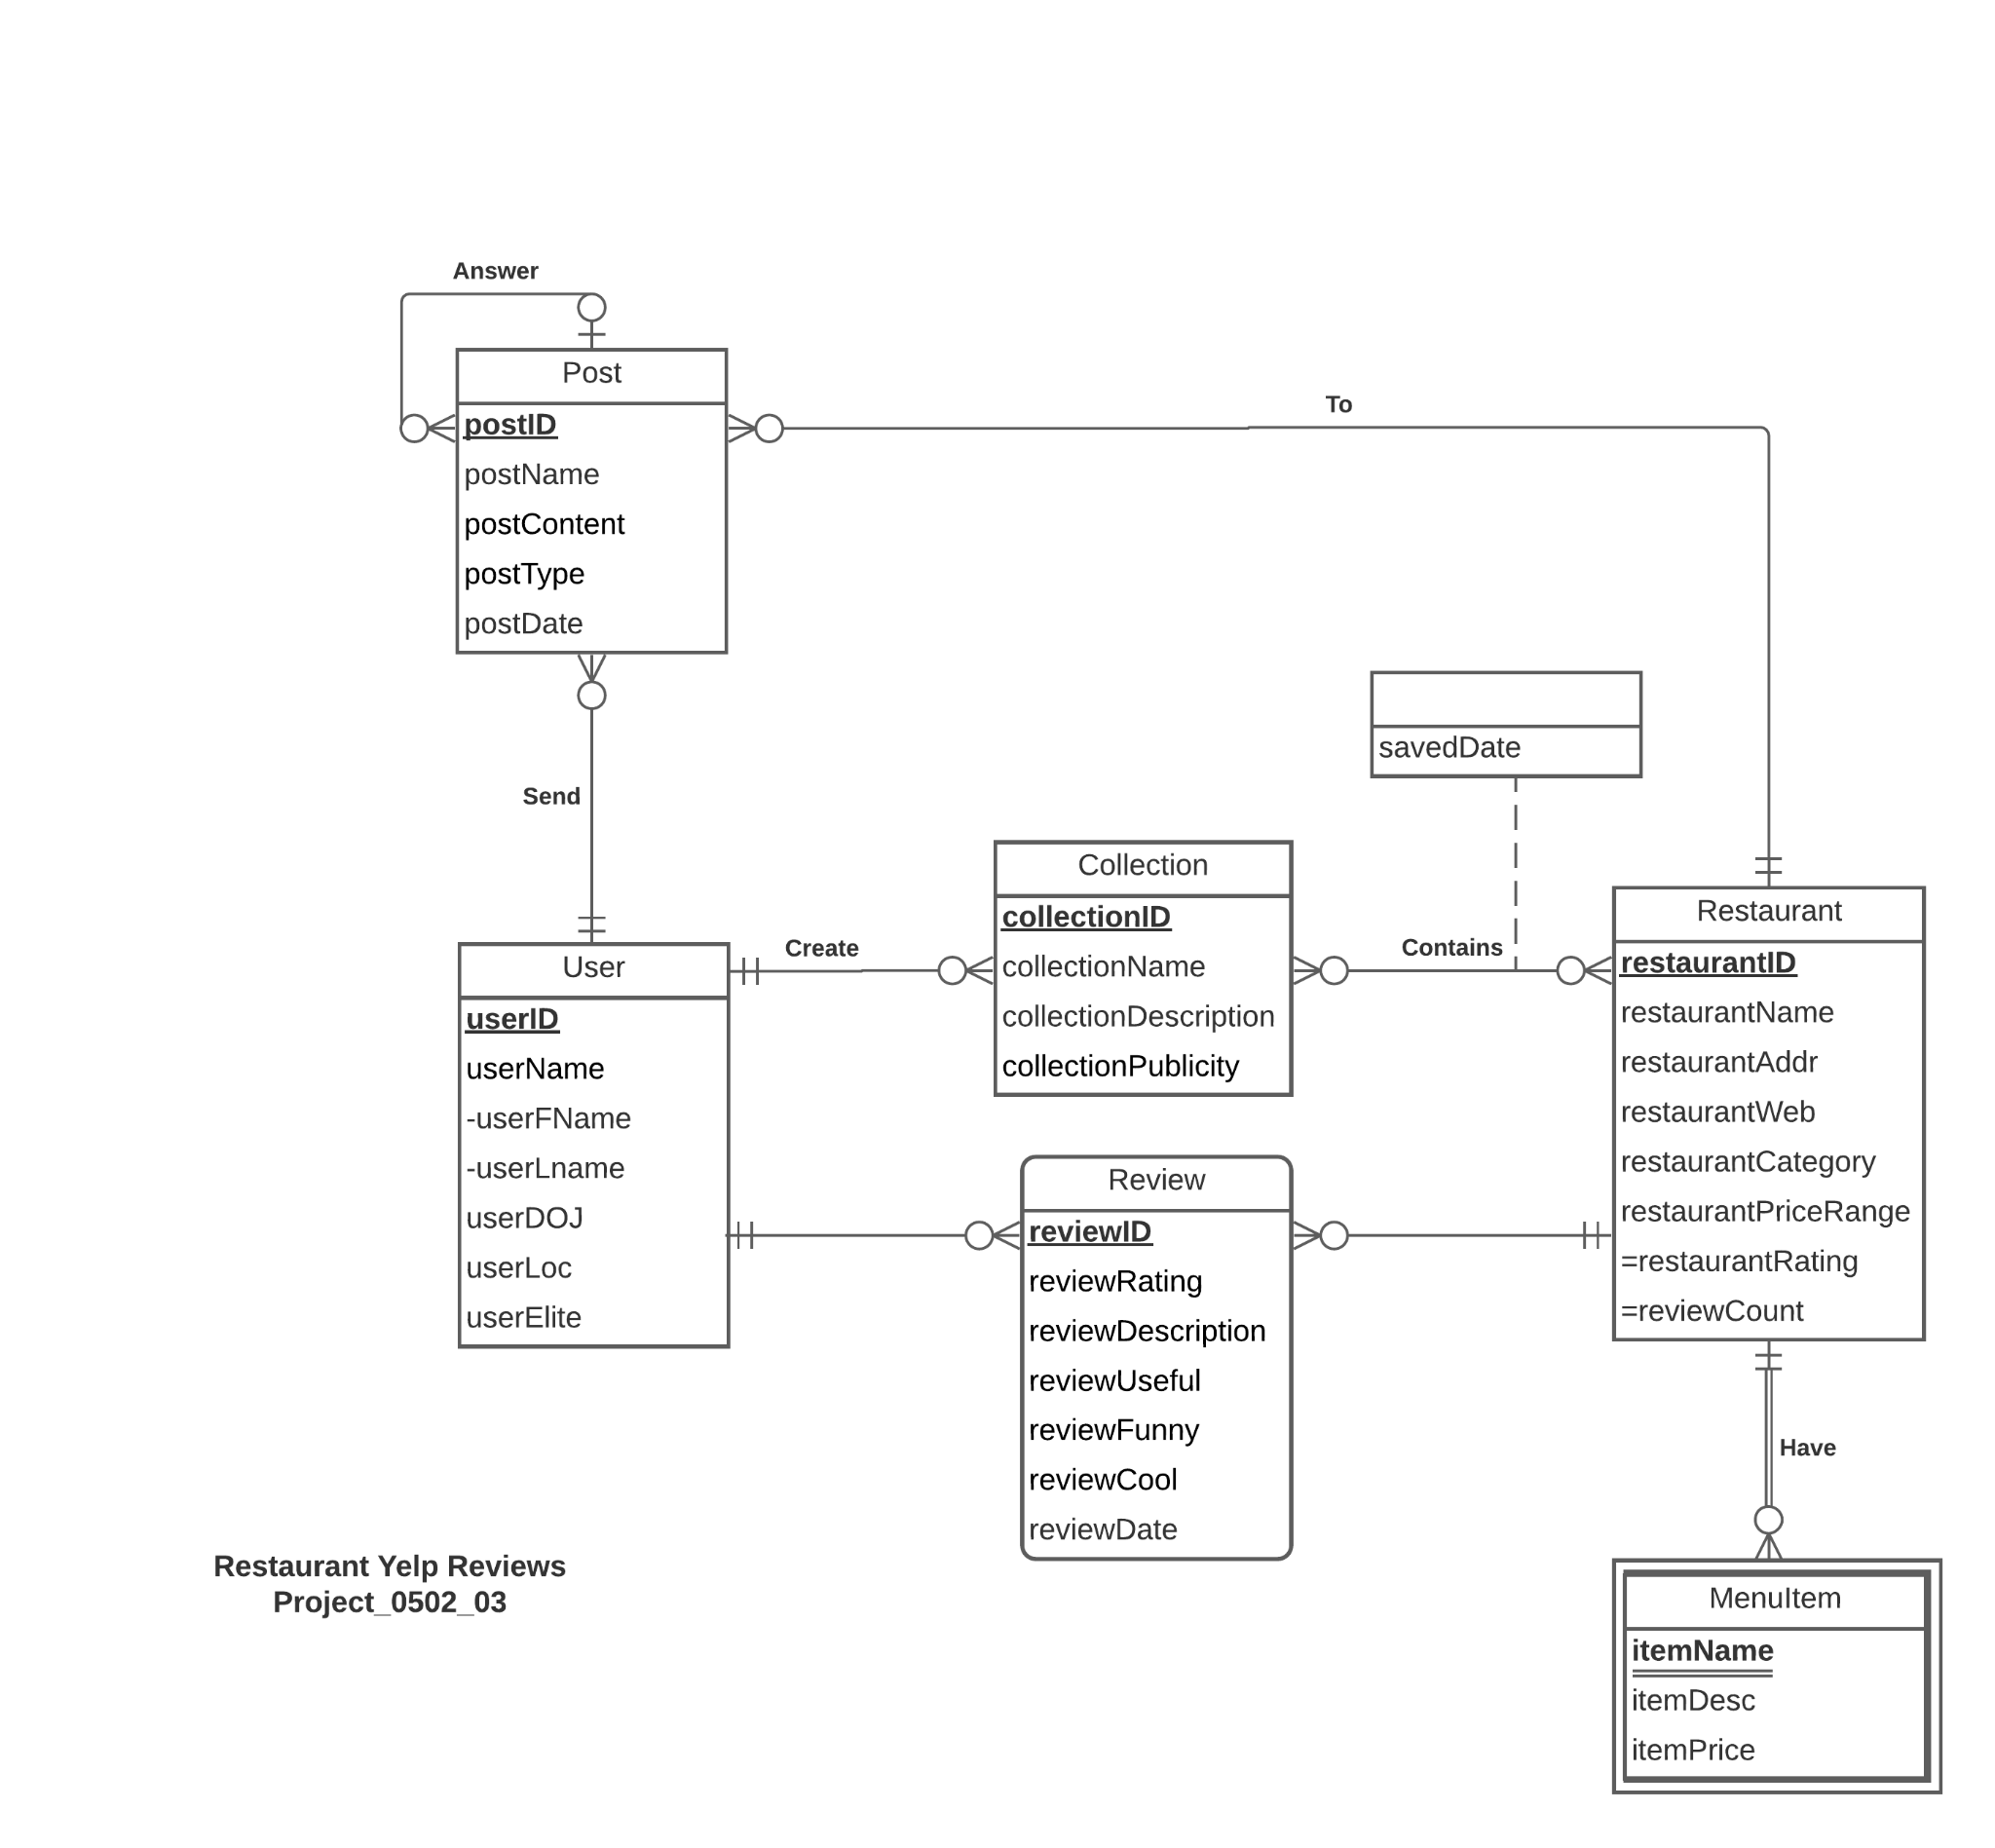 Answer
Post
postID
postName
postContent
postType
postDate
To
Send
savedDate
Collection
collectionID
collectionName
collectionDescription
collectionPublicity
Create
Contains
User
userID
userName
-userFName
-userLname
userDOJ
userLoc
userElite
Restaurant
restaurantID
restaurantName
restaurantAddr
restaurantWeb
restaurantCategory
restaurantPriceRange
=restaurantRating
=reviewCount
Review
reviewID
reviewRating
reviewDescription
reviewUseful
reviewFunny
reviewCool
reviewDate
Have
MenuItem
itemName
itemDesc
itemPrice
Restaurant Yelp Reviews
Project_0502_03